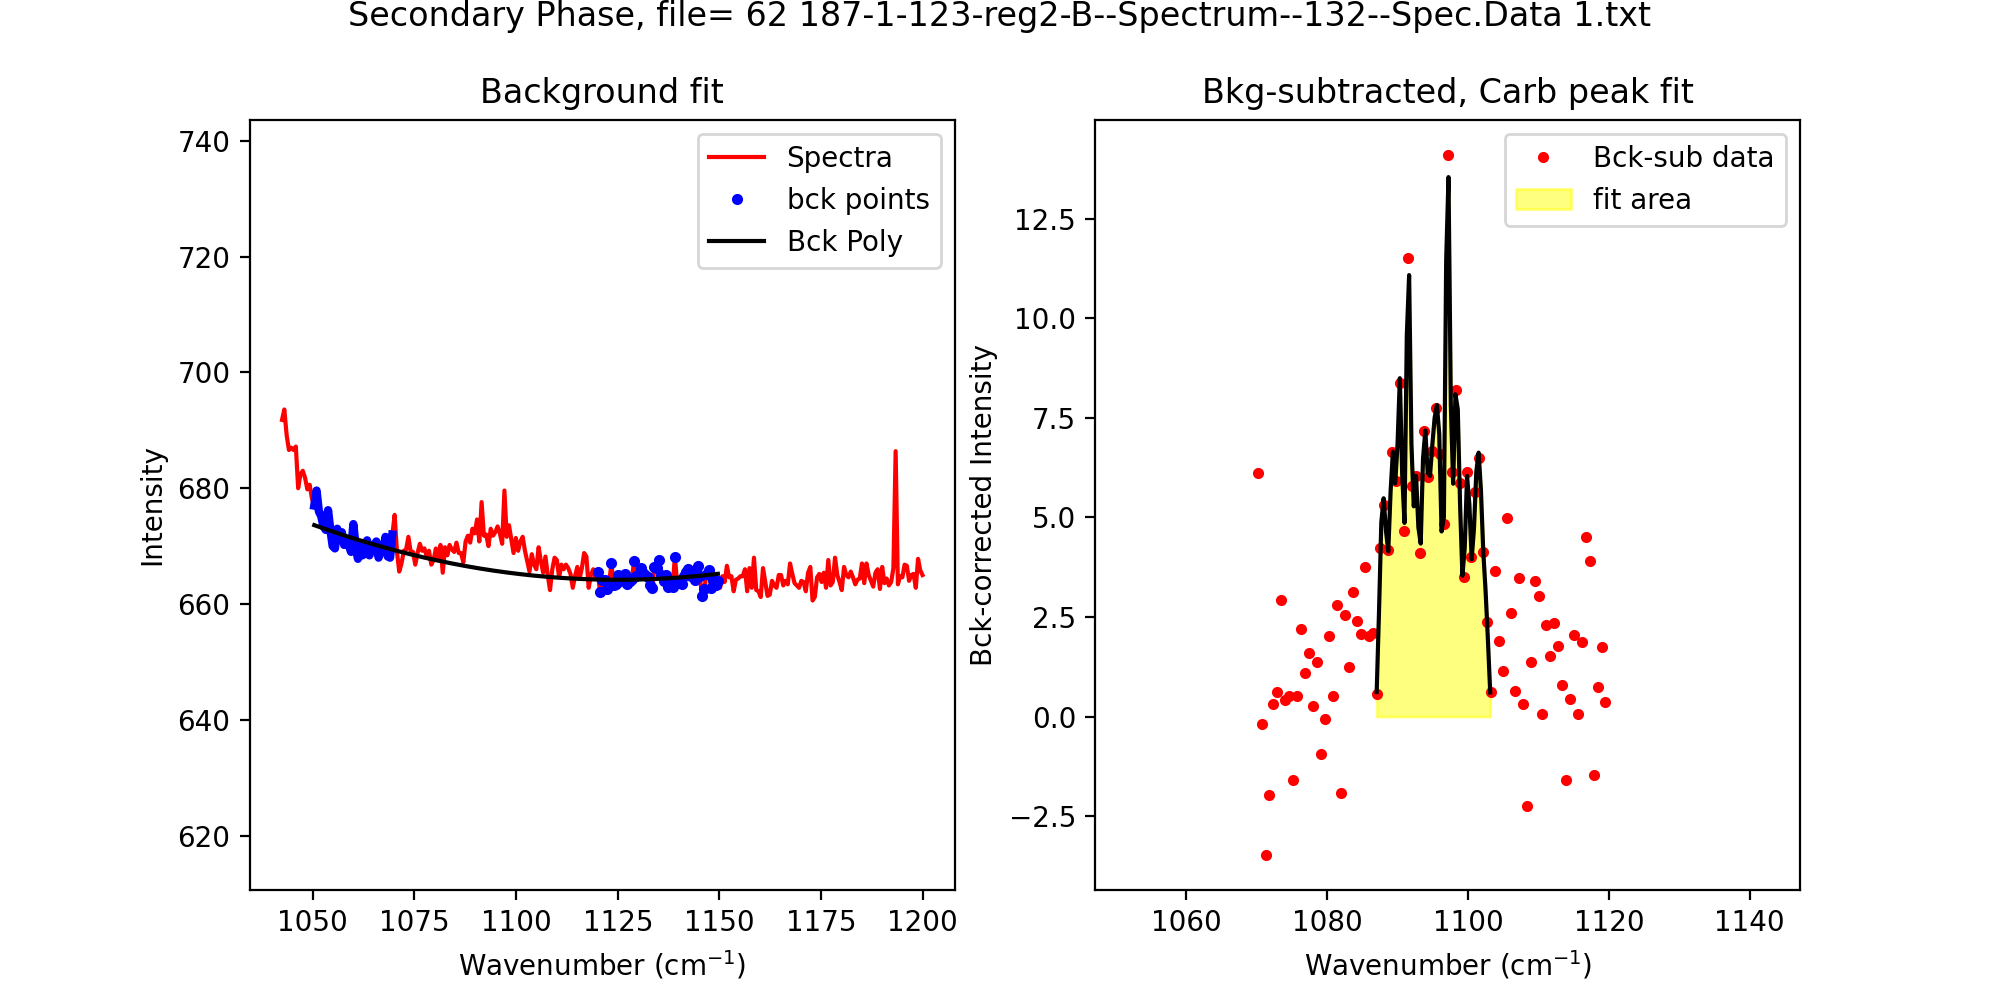 Secondary Phase, file= 62 187-1-123-reg2-B--Spectrum--132--Spec.Data 1.txt
Background fit
Intensity
740
720
700
680
660
640
620
Spectra
bck points
Bck Poly
1050 1075 1100 1125 1150 1175 1200
Wavenumber (cm⁻¹)
Bkg-subtracted, Carb peak fit
Bck-corrected Intensity
12.5
10.0
7.5
5.0
2.5
0.0
−2.5
Bck-sub data
fit area
1060 1080 1100 1120 1140
Wavenumber (cm⁻¹)